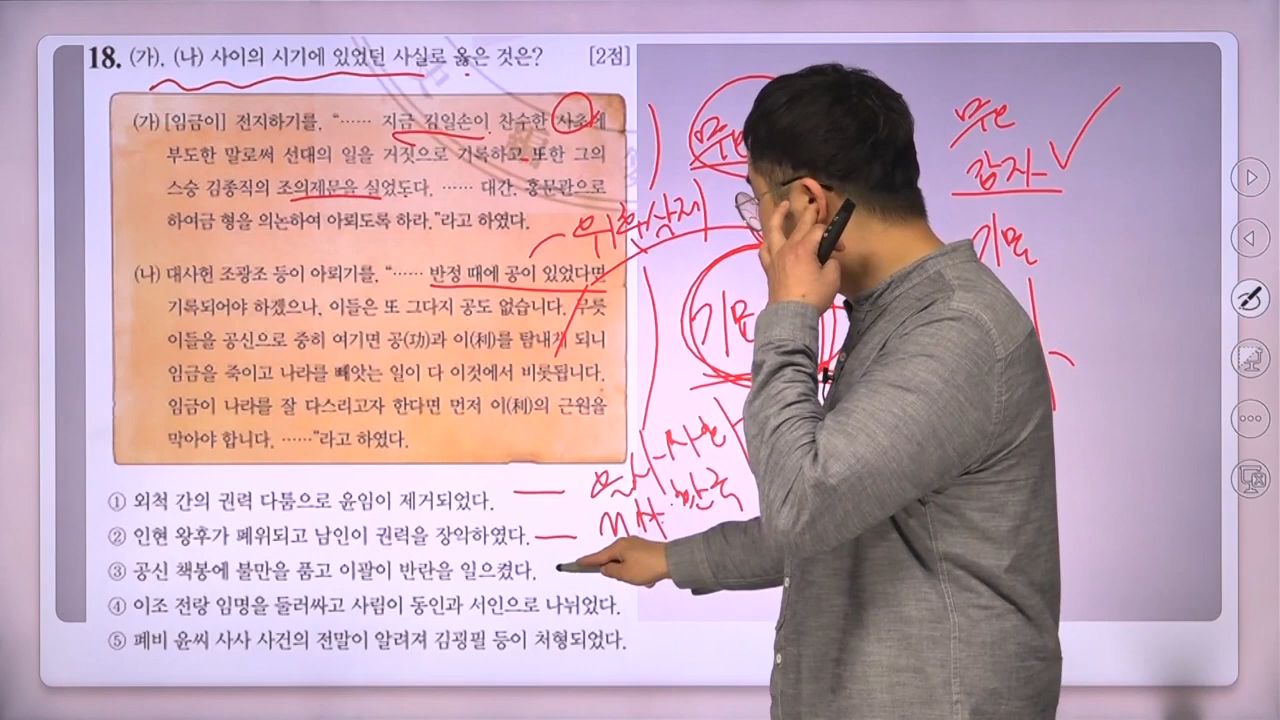 18. (가), (나) 사이의 시기에 있었던 사실로 옳은 것은? [2점]
(가) [임금이] 전지하기를, “…… 지금 김일손이 찬수한 사초에
부도한 말로써 선대의 일을 거짓으로 기록하고 또한 그의
스승 김종직의 조의제문을 실었도다. …… 대간, 홍문관으로
하여금 형을 의논하여 아뢰도록 하라.”라고 하였다.
(나) 대사헌 조광조 등이 아뢰기를, “…… 반정 때에 공이 있었다면
기록되어야 하겠으나, 이들은 또 그다지 공도 없습니다. 무릇
이들을 공신으로 중히 여기면 공(功)과 이(利)를 탐내게 되니
임금을 죽이고 나라를 빼앗는 일이 다 이것에서 비롯됩니다.
임금이 나라를 잘 다스리고자 한다면 먼저 이(利)의 근원을
막아야 합니다. ……”라고 하였다.
① 외척 간의 권력 다툼으로 윤임이 제거되었다.
② 인현 왕후가 폐위되고 남인이 권력을 장악하였다.
③ 공신 책봉에 불만을 품고 이괄이 반란을 일으켰다.
④ 이조 전랑 임명을 둘러싸고 사림이 동인과 서인으로 나뉘었다.
⑤ 폐비 윤씨 사사 사건의 전말이 알려져 김굉필 등이 처형되었다.
위훈삭제
기묘
무오
갑자
기묘
환국